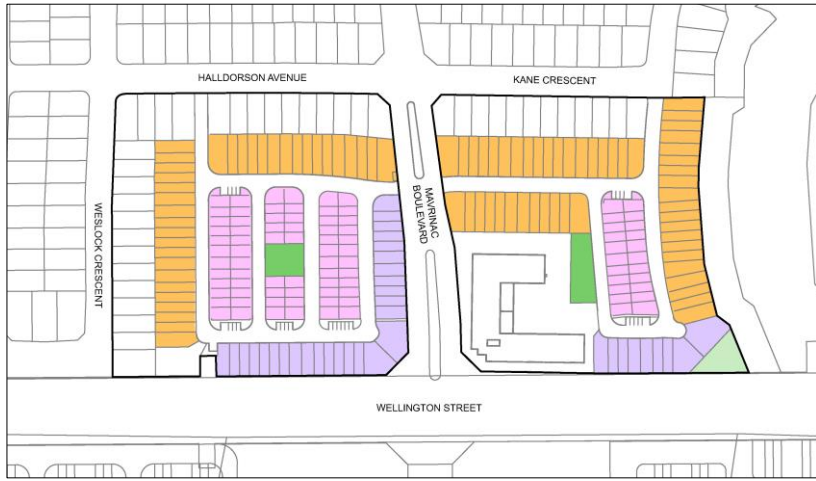 HALLDORSON AVENUE
KANE CRESCENT
WESLOCK CRESCENT
MAVRINAC
BOULEVARD
WELLINGTON STREET